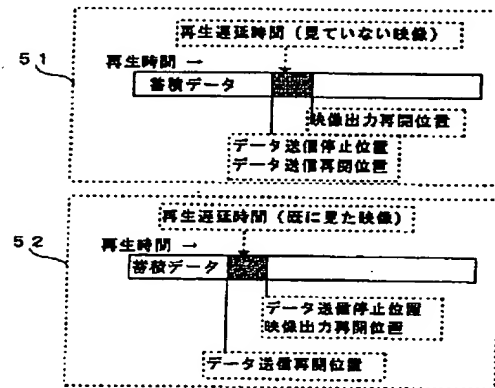 再生遅延時間（見ていない映像）
51
再生時間 →
蓄積データ
映像出力再開位置
データ送信停止位置
データ送信再開位置
再生遅延時間（既に見た映像）
52
再生時間 →
蓄積データ
データ送信停止位置
映像出力再開位置
データ送信再開位置